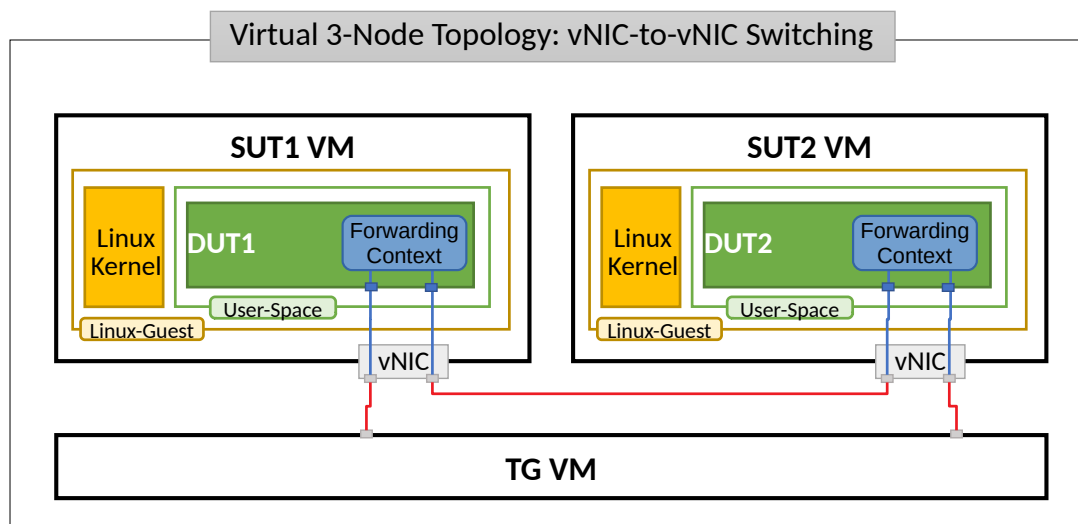 Virtual 3-Node Topology: vNIC-to-vNIC Switching
SUT1 VM
Linux
Kernel
DUT1
Forwarding
Context
User-Space
Linux-Guest
vNIC
SUT2 VM
Linux
Kernel
DUT2
Forwarding
Context
User-Space
Linux-Guest
vNIC
TG VM